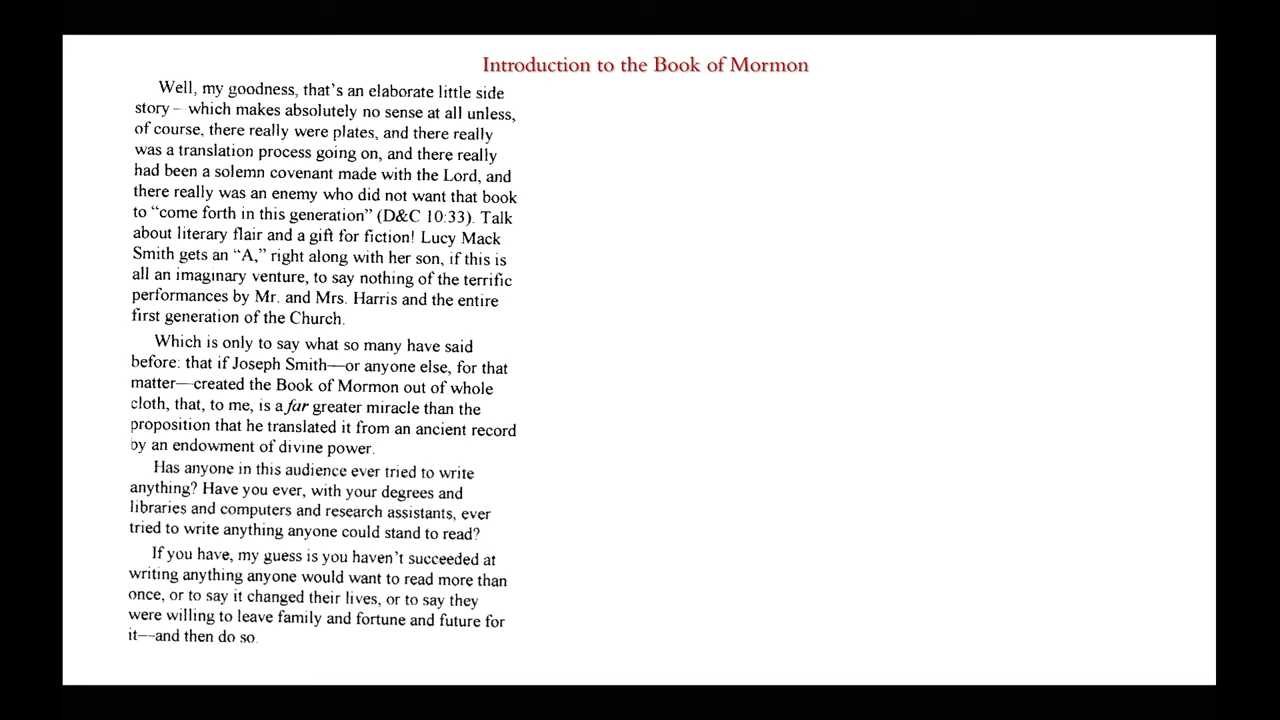 Introduction to the Book of Mormon
Well, my goodness, that's an elaborate little side
story – which makes absolutely no sense at all unless,
of course, there really were plates, and there really
was a translation process going on, and there really
had been a solemn covenant made with the Lord, and
there really was an enemy who did not want that book
to “come forth in this generation” (D&C 10:33). Talk
about literary flair and a gift for fiction! Lucy Mack
Smith gets an “A,” right along with her son, if this is
all an imaginary venture, to say nothing of the terrific
performances by Mr. and Mrs. Harris and the entire
first generation of the Church.
Which is only to say what so many have said
before: that if Joseph Smith—or anyone else, for that
matter—created the Book of Mormon out of whole
cloth, that, to me, is a far greater miracle than the
proposition that he translated it from an ancient record
by an endowment of divine power.
Has anyone in this audience ever tried to write
anything? Have you ever, with your degrees and
libraries and computers and research assistants, ever
tried to write anything anyone could stand to read?
If you have, my guess is you haven't succeeded at
writing anything anyone would want to read more than
once, or to say it changed their lives, or to say they
were willing to leave family and fortune and future for
it—and then do so.